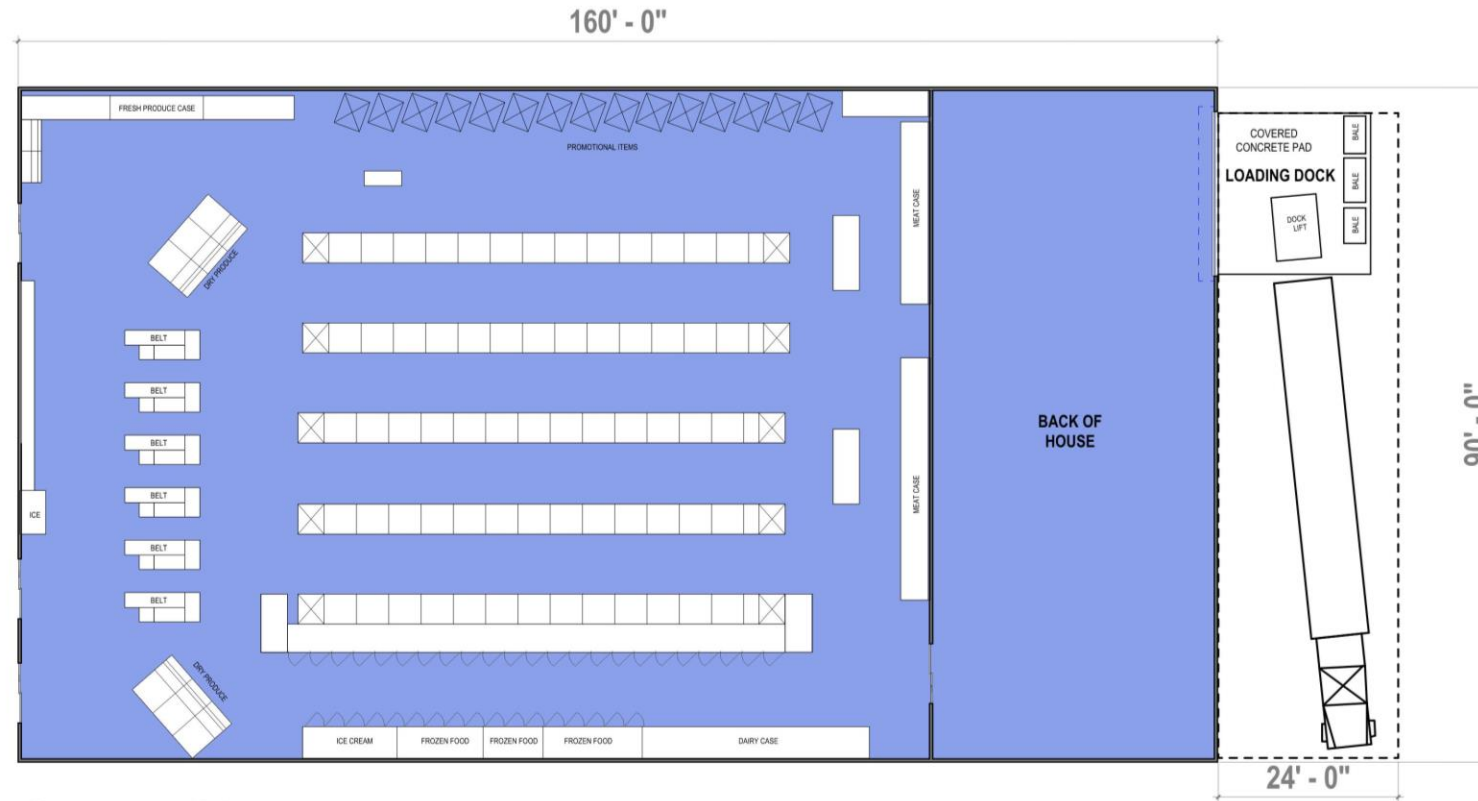 160' - 0"
FRESH PRODUCE CASE
PROMOTIONAL ITEMS
COVERED
CONCRETE PAD
LOADING DOCK
BALE
BALE
BALE
DOCK
LIFT
MEAT CASE
DRY PRODUCE
BELT
BELT
BELT
BELT
BELT
BELT
ICE
MEAT CASE
BACK OF
HOUSE
90' - 0"
DRY PRODUCE
ICE CREAM
FROZEN FOOD
FROZEN FOOD
FROZEN FOOD
DAIRY CASE
24' - 0"